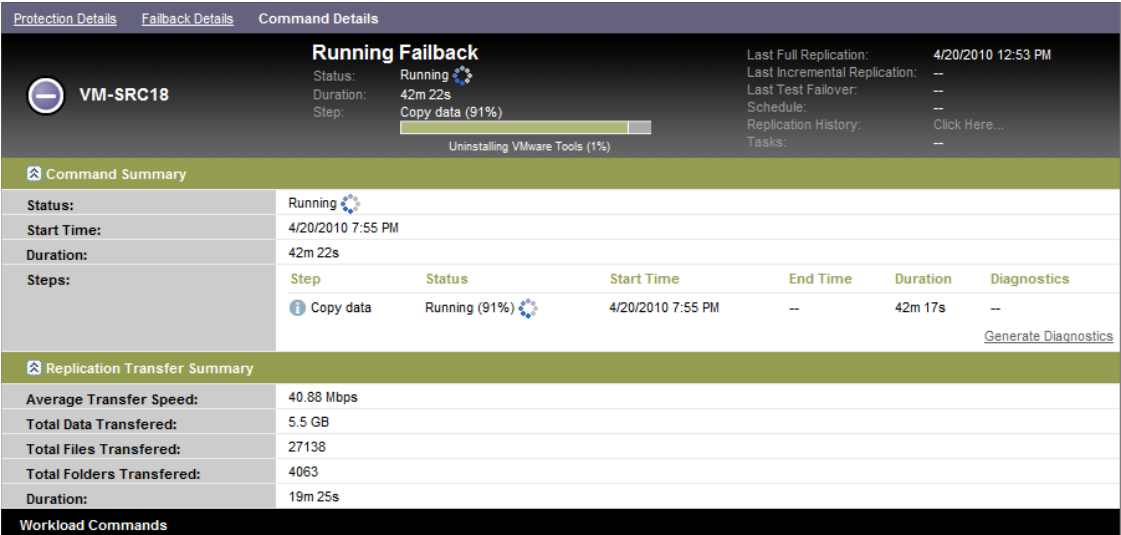 Protection Details Failback Details Command Details
Running Failback
VM-SRC18
Status: Running
Duration: 42m 22s
Step: Copy data (91%)
Uninstalling VMware Tools (1%)
Last Full Replication: 4/20/2010 12:53 PM
Last Incremental Replication: --
Last Test Failover: --
Schedule: --
Replication History: Click Here...
Tasks: --
Command Summary
Status: Running
Start Time: 4/20/2010 7:55 PM
Duration: 42m 22s
Steps: Step Status Start Time End Time Duration Diagnostics
Copy data Running (91%) 4/20/2010 7:55 PM -- 42m 17s --
Generate Diagnostics
Replication Transfer Summary
Average Transfer Speed: 40.88 Mbps
Total Data Transfered: 5.5 GB
Total Files Transfered: 27138
Total Folders Transfered: 4063
Duration: 19m 25s
Workload Commands